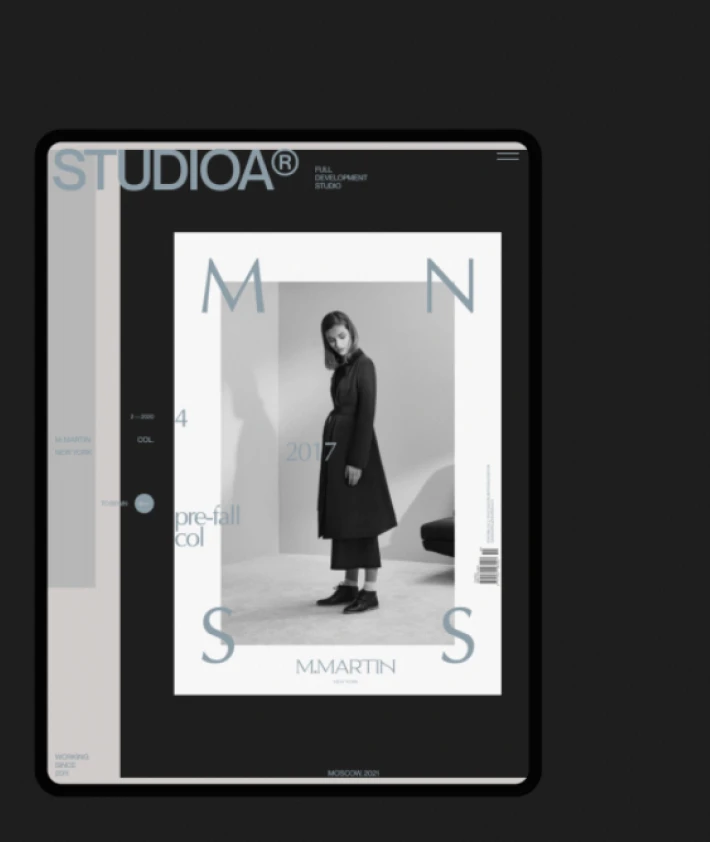 STUDIOA®
FULL
DEVELOPMENT
STUDIO
M N
2 — 2020
4
M.MARTIN
COL.
NEW YORK
2017
pre-fall
col
S S
M.MARTIN
NEW YORK
WORKING
SINCE
2011
MOSCOW, 2021